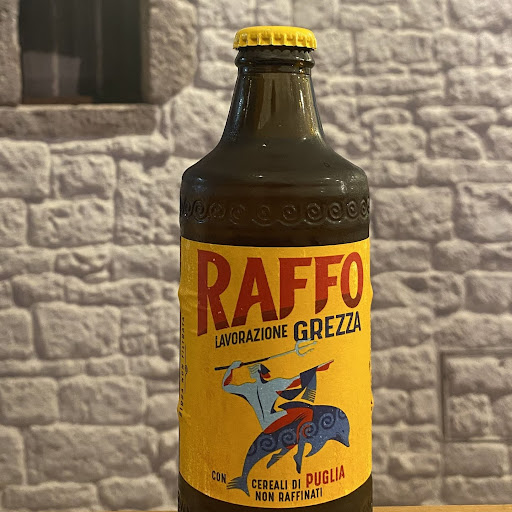 RAFFO
LAVORAZIONE GREZZA
CON CEREALI DI PUGLIA
NON RAFFINATI